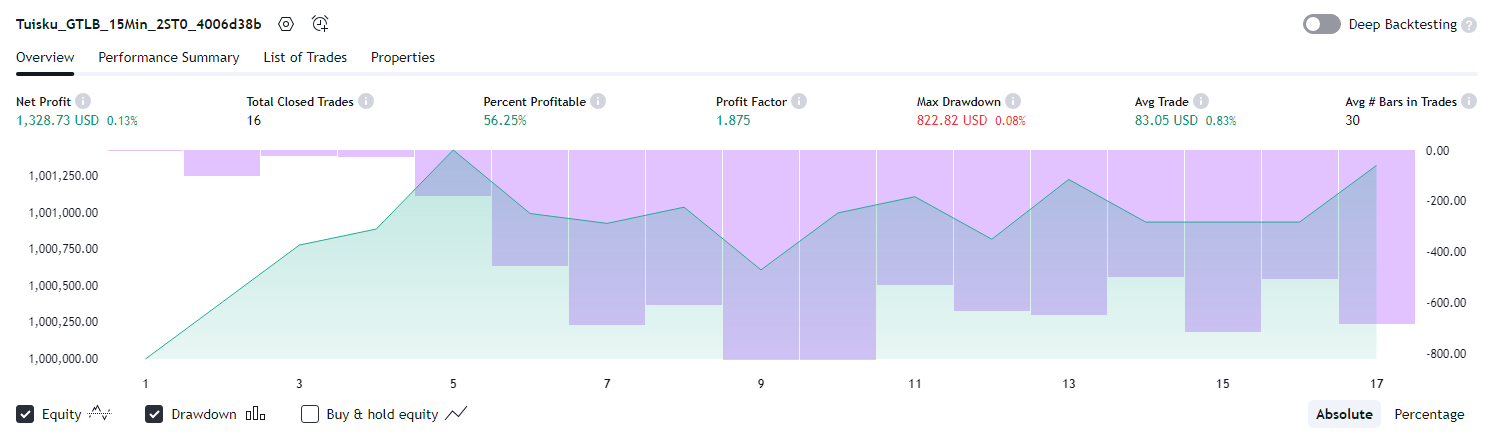 Tuisku_GTLB_15Min_2ST0_4006d38b
Deep Backtesting ?
Overview Performance Summary List of Trades Properties
Net Profit Total Closed Trades Percent Profitable Profit Factor Max Drawdown Avg Trade Avg # Bars in Trades
1,328.73 USD 0.13% 16 56.25% 1.875 822.82 USD 0.08% 83.05 USD 0.83% 30
0.00
1,001,250.00
-200.00
1,001,000.00
1,000,750.00 -400.00
1,000,500.00
-600.00
1,000,250.00
1,000,000.00 -800.00
1 3 5 7 9 11 13 15 17
Equity Drawdown Buy & hold equity Absolute Percentage